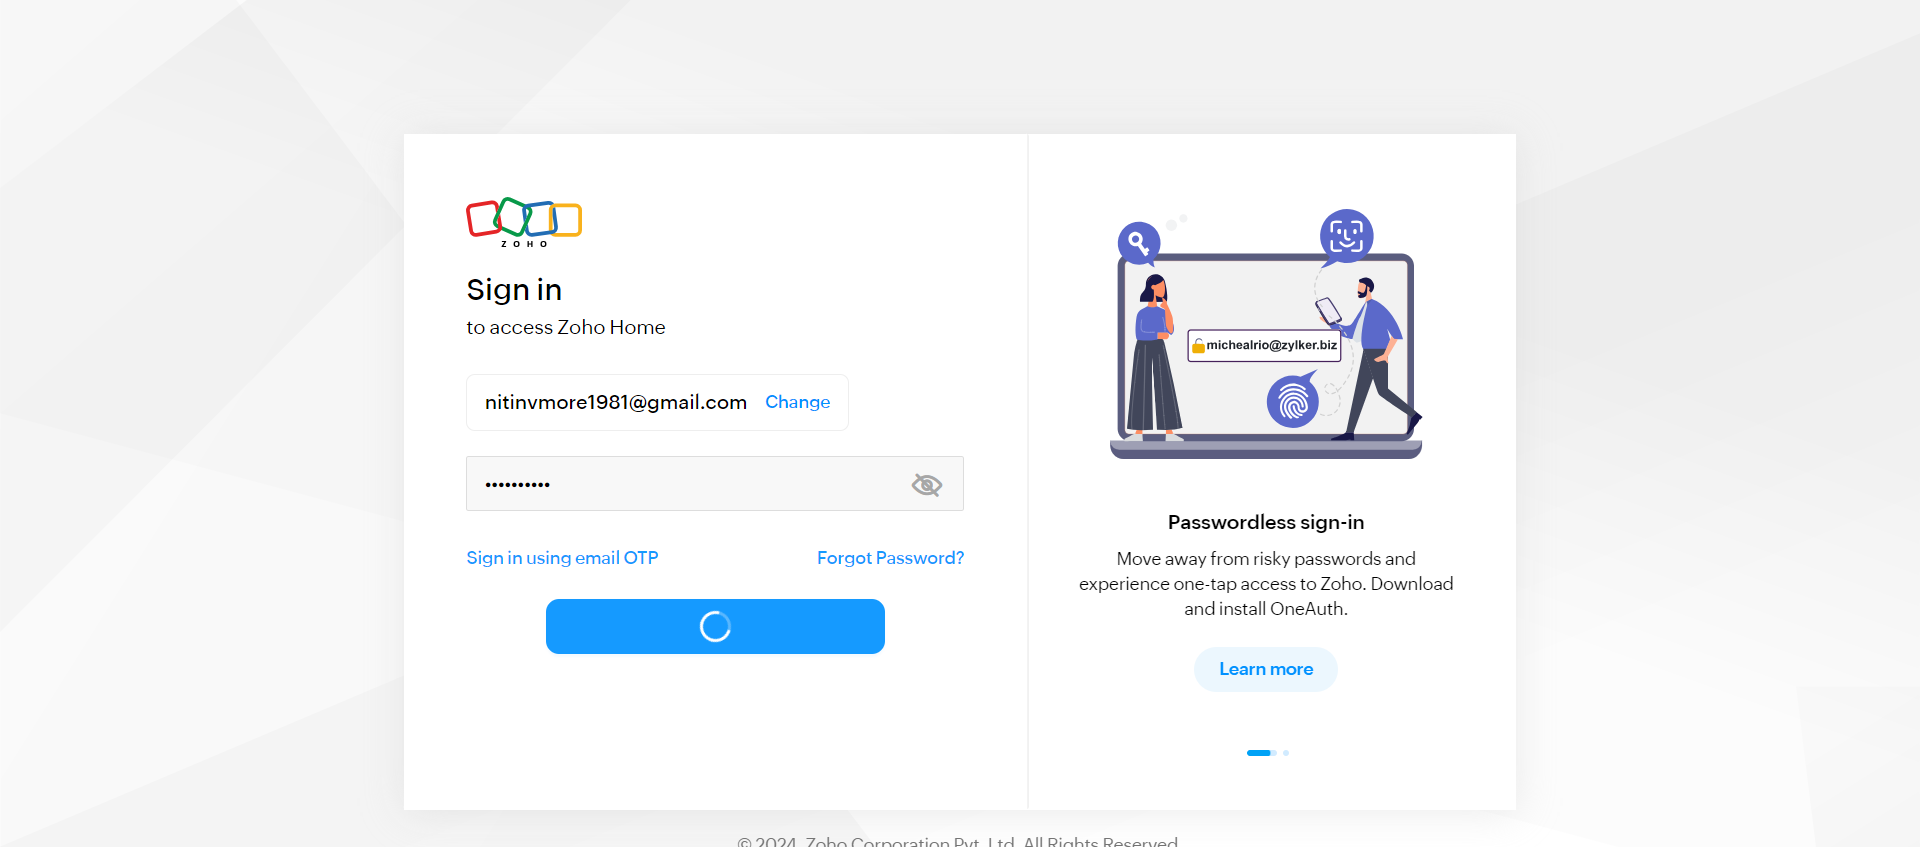 ZOHO
Sign in
to access Zoho Home
nitinvmore1981@gmail.com Change
••••••••••
Sign in using email OTP Forgot Password?
michealrio@zylker.biz
Passwordless sign-in
Move away from risky passwords and
experience one-tap access to Zoho. Download
and install OneAuth.
Learn more
© 2024, Zoho Corporation Pvt. Ltd. All Rights Reserved.